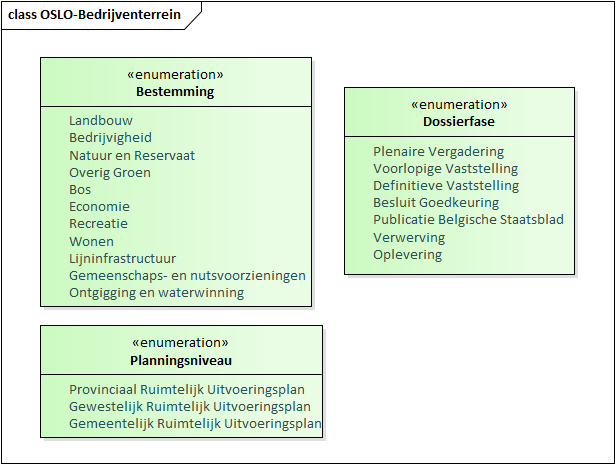 class OSLO-Bedrijventerrein
«enumeration»
Bestemming
Landbouw
Bedrijvigheid
Natuur en Reservaat
Overig Groen
Bos
Economie
Recreatie
Wonen
Lijninfrastructuur
Gemeenschaps- en nutsvoorzieningen
Ontgigging en waterwinning
«enumeration»
Dossierfase
Plenaire Vergadering
Voorlopige Vaststelling
Definitieve Vaststelling
Besluit Goedkeuring
Publicatie Belgische Staatsblad
Verwerving
Oplevering
«enumeration»
Planningsniveau
Provinciaal Ruimtelijk Uitvoeringsplan
Gewestelijk Ruimtelijk Uitvoeringsplan
Gemeentelijk Ruimtelijk Uitvoeringsplan